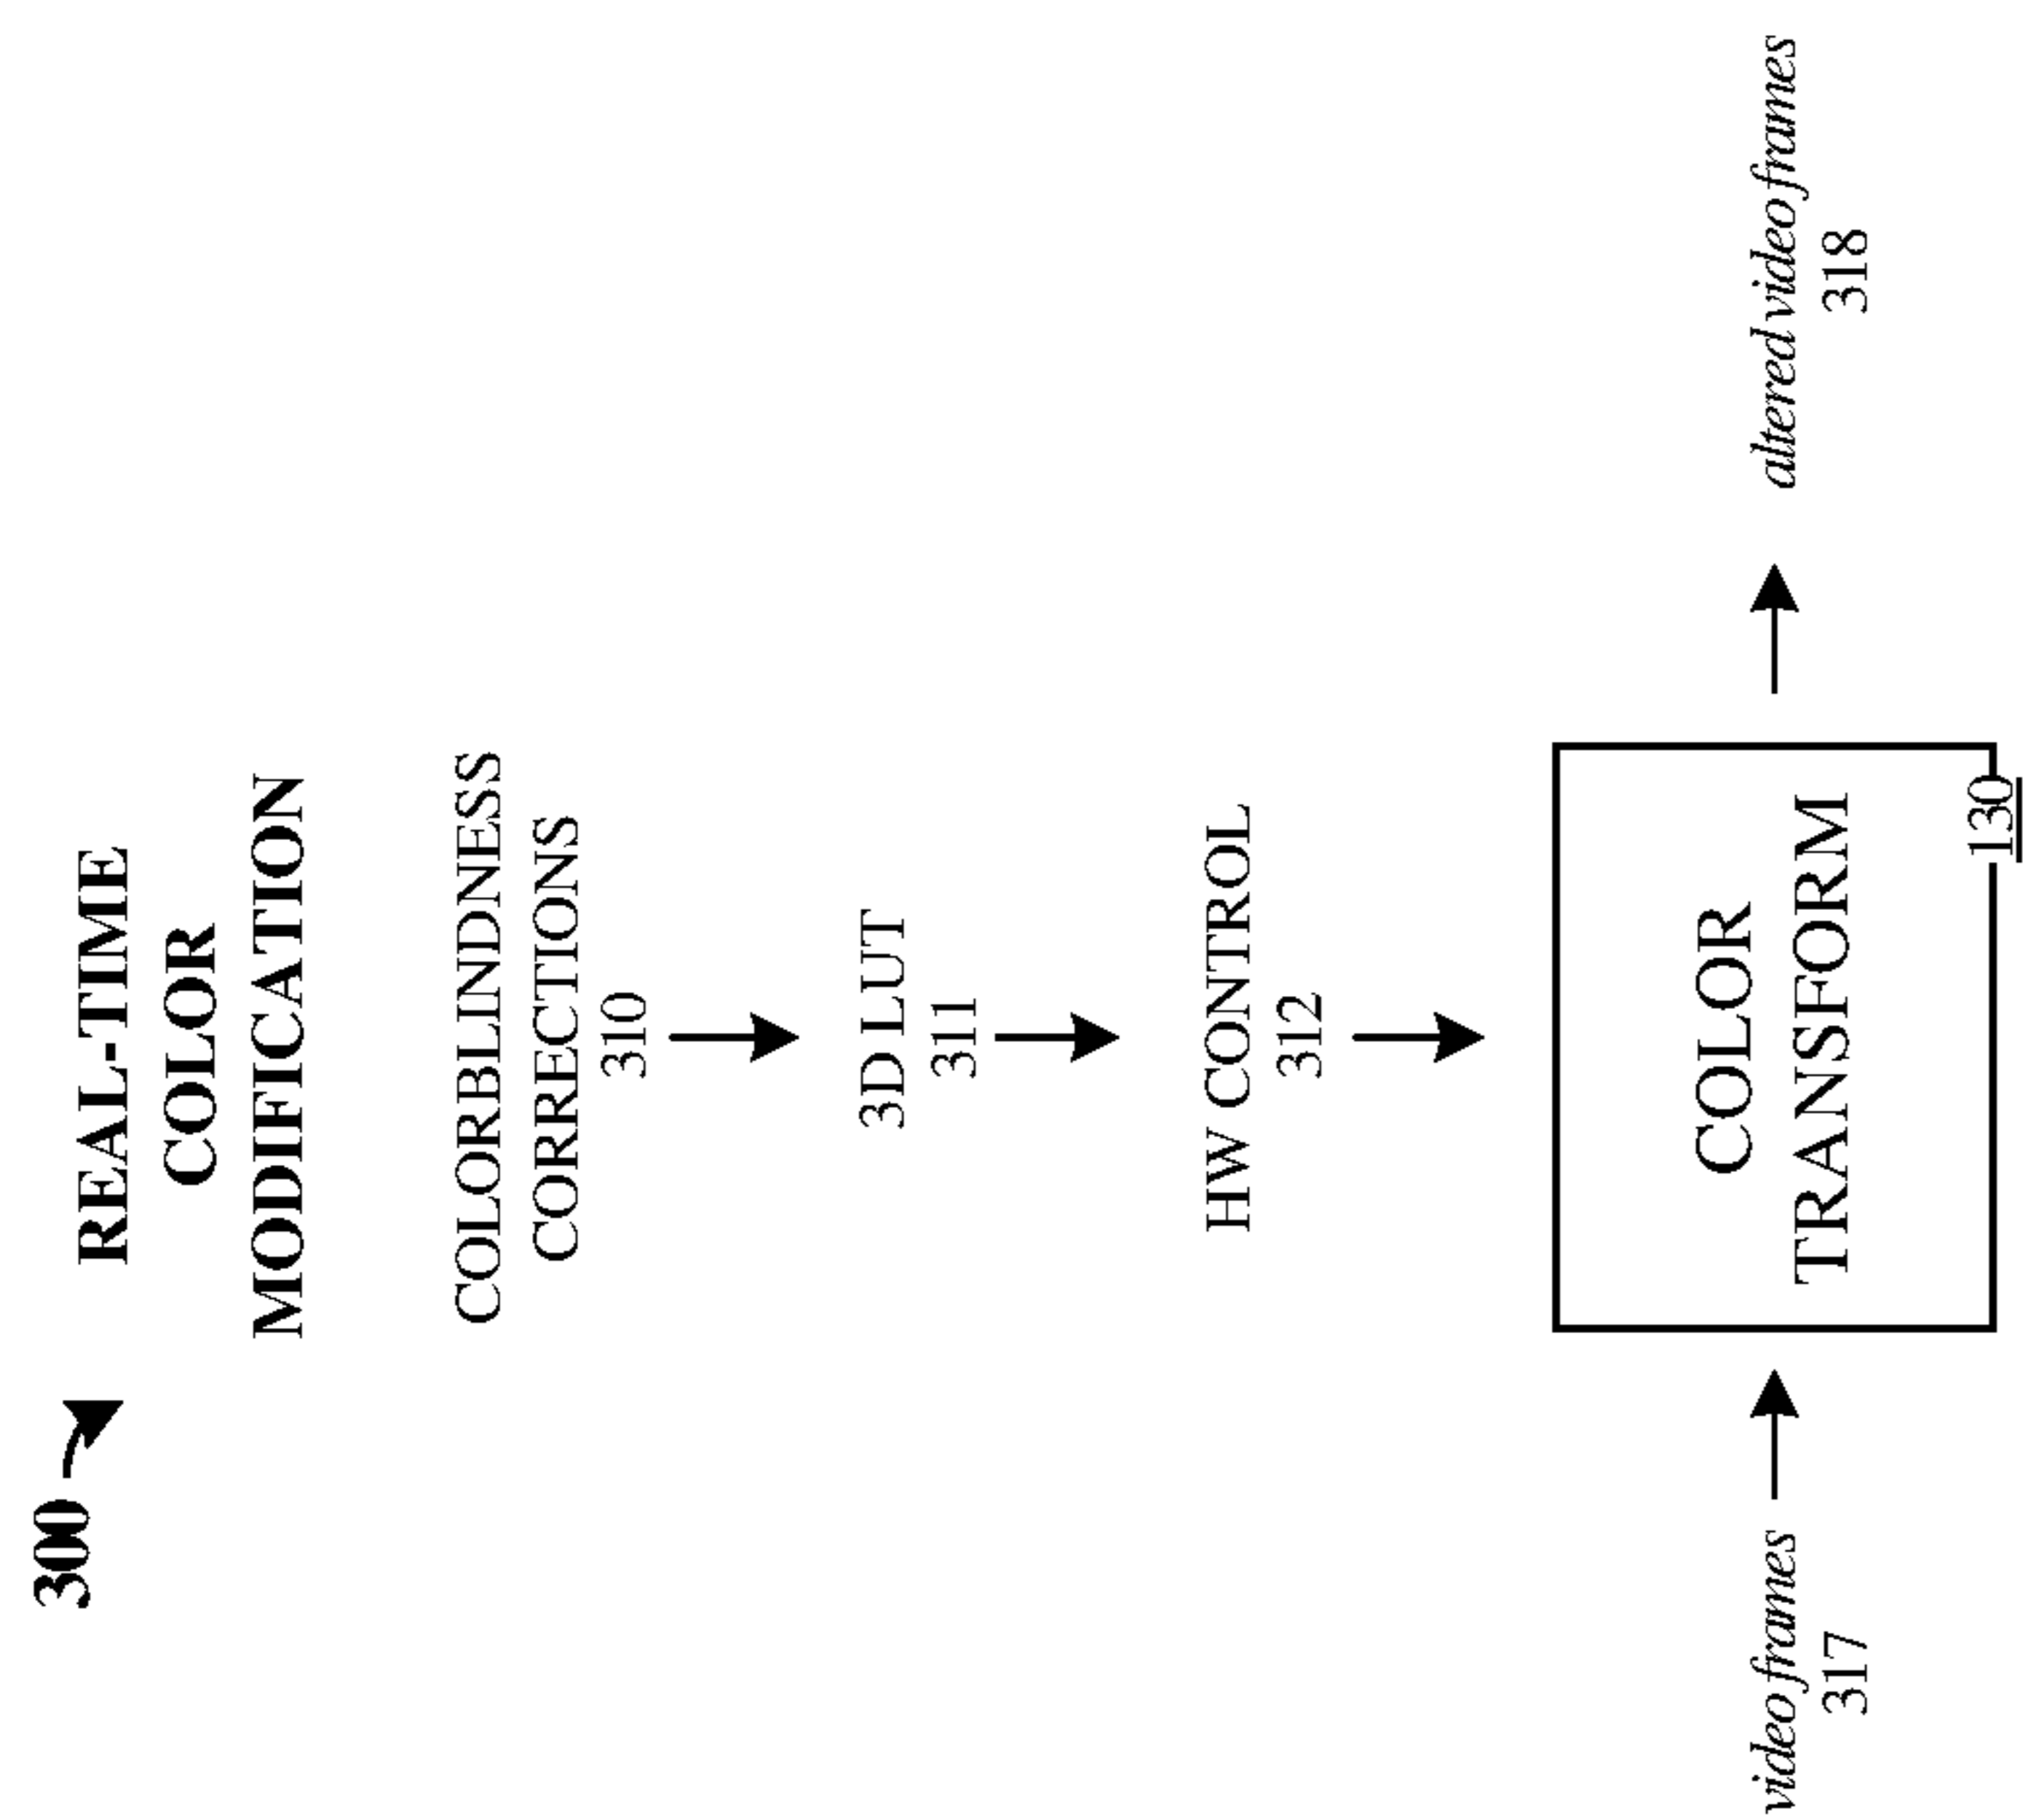 300
REAL-TIME
COLOR
MODIFICATION
COLORBLINDNESS
CORRECTIONS
310
3D LUT
311
HW CONTROL
312
video frames
317
COLOR
TRANSFORM
130
altered video frames
318